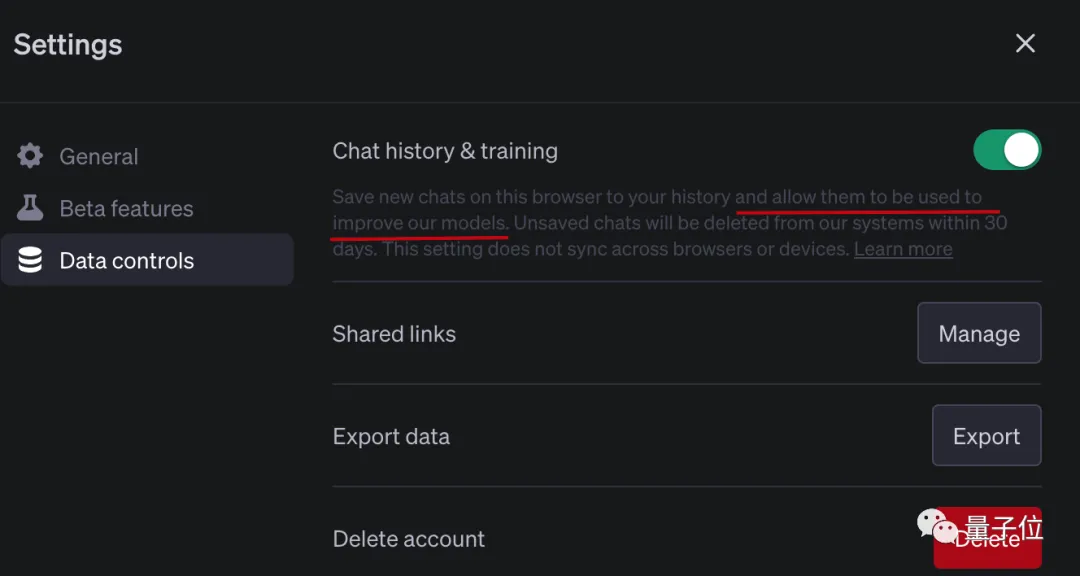 Settings
General
Beta features
Data controls
Chat history & training
Save new chats on this browser to your history and allow them to be used to
improve our models. Unsaved chats will be deleted from our systems within 30
days. This setting does not sync across browsers or devices. Learn more
Shared links
Manage
Export data
Export
Delete account
Delete
量子位